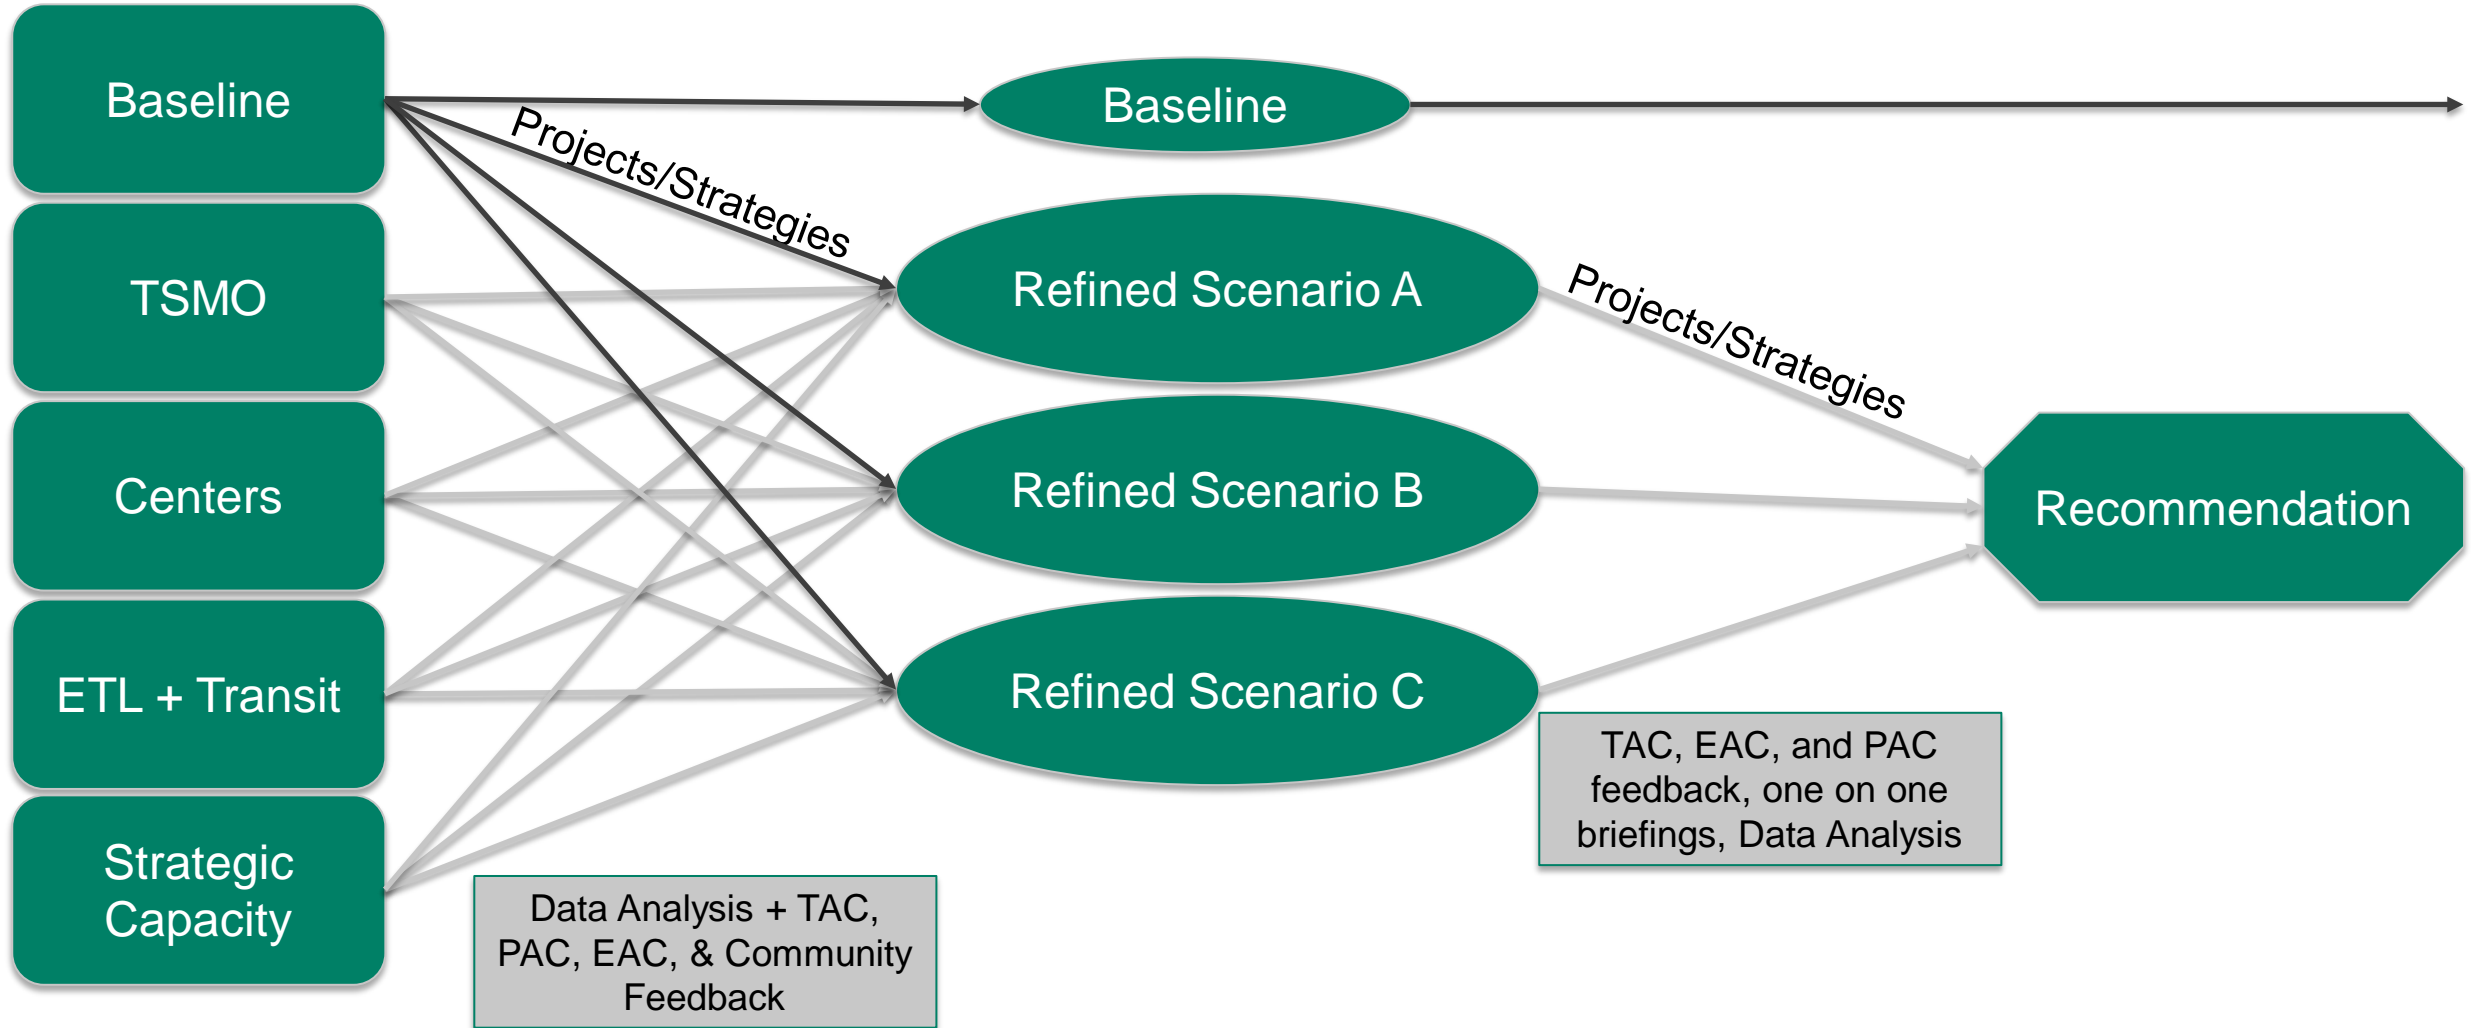 Baseline
Baseline
Projects/Strategies
TSMO
Refined Scenario A
Projects/Strategies
Centers
Refined Scenario B
Recommendation
ETL + Transit
Refined Scenario C
TAC, EAC, and PAC
feedback, one on one
briefings, Data Analysis
Strategic
Capacity
Data Analysis + TAC,
PAC, EAC, & Community
Feedback